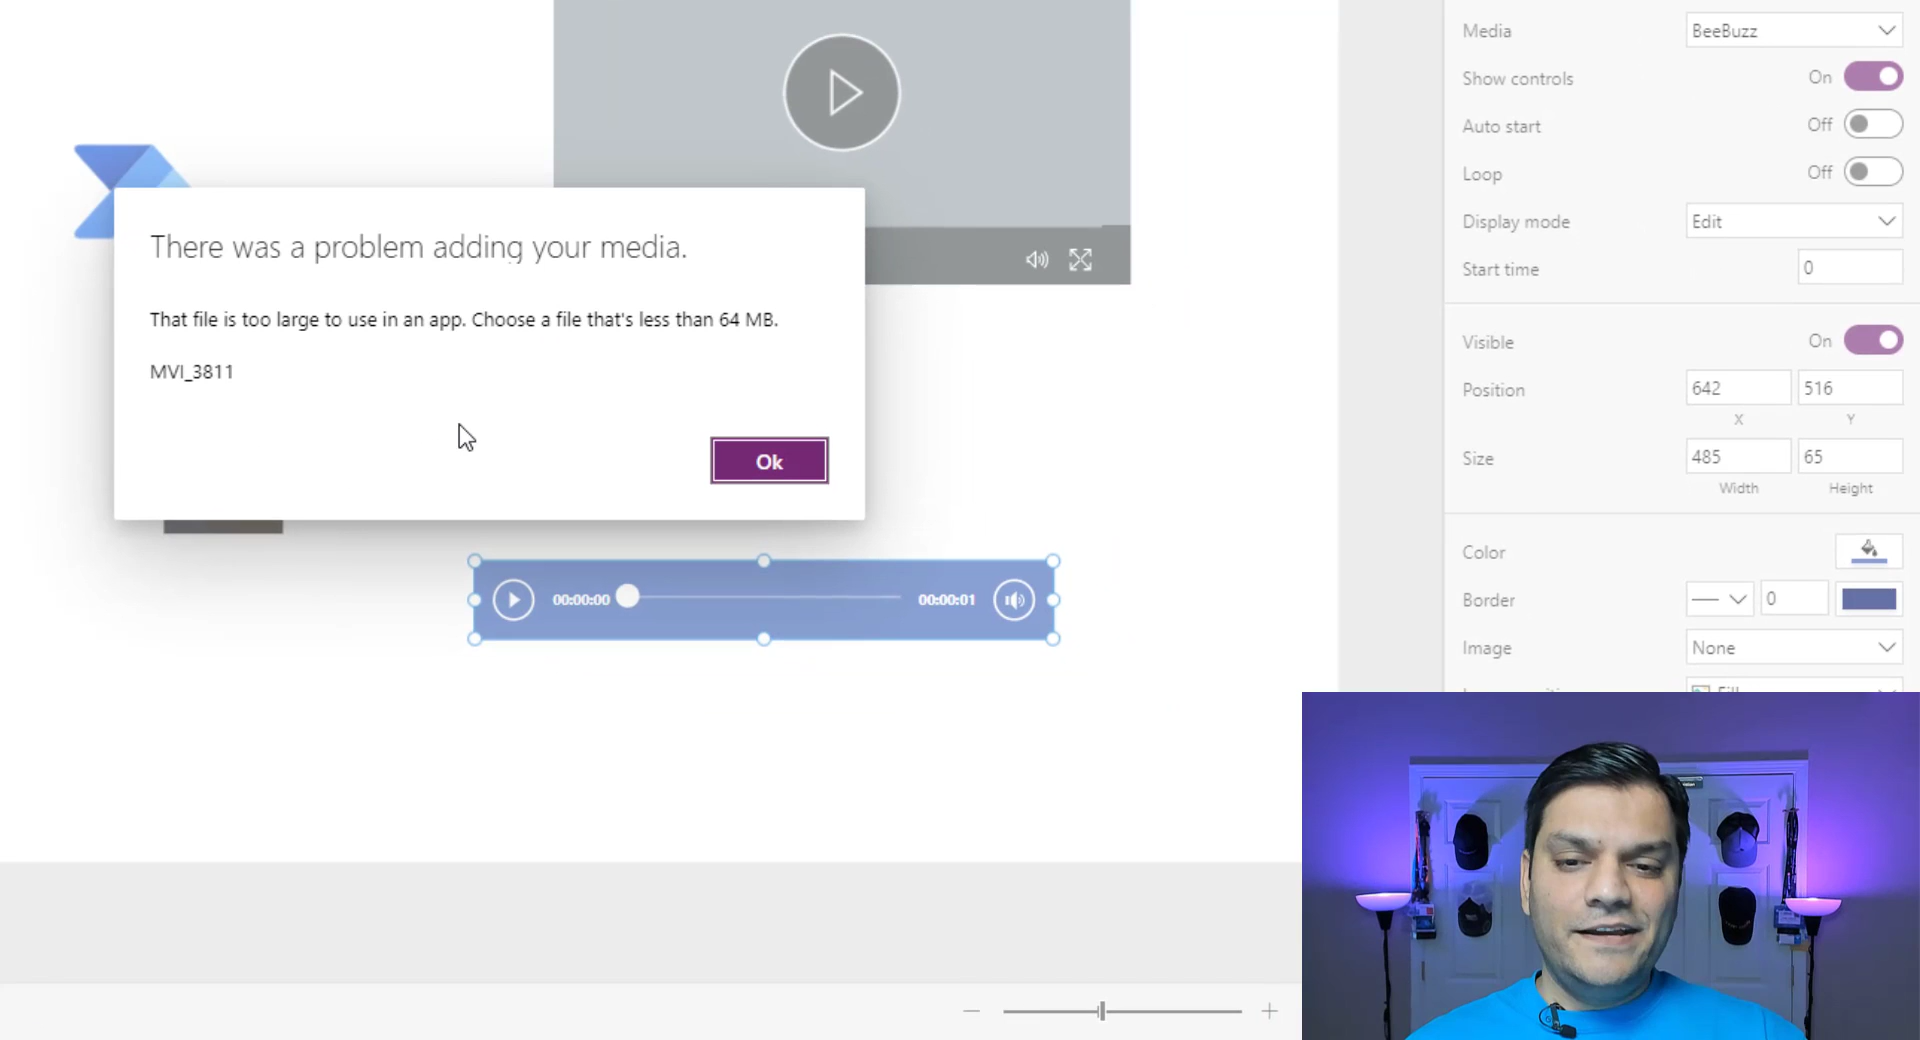 Media
BeeBuzz
Show controls
On
Auto start
Off
Loop
Off
Display mode
Edit
Start time
0
There was a problem adding your media.
That file is too large to use in an app. Choose a file that's less than 64 MB.
MVI_3811
Ok
Visible
On
Position
642
516
X
Y
Size
485
65
Width
Height
00:00:00
00:00:01
Color
Border
0
Image
None